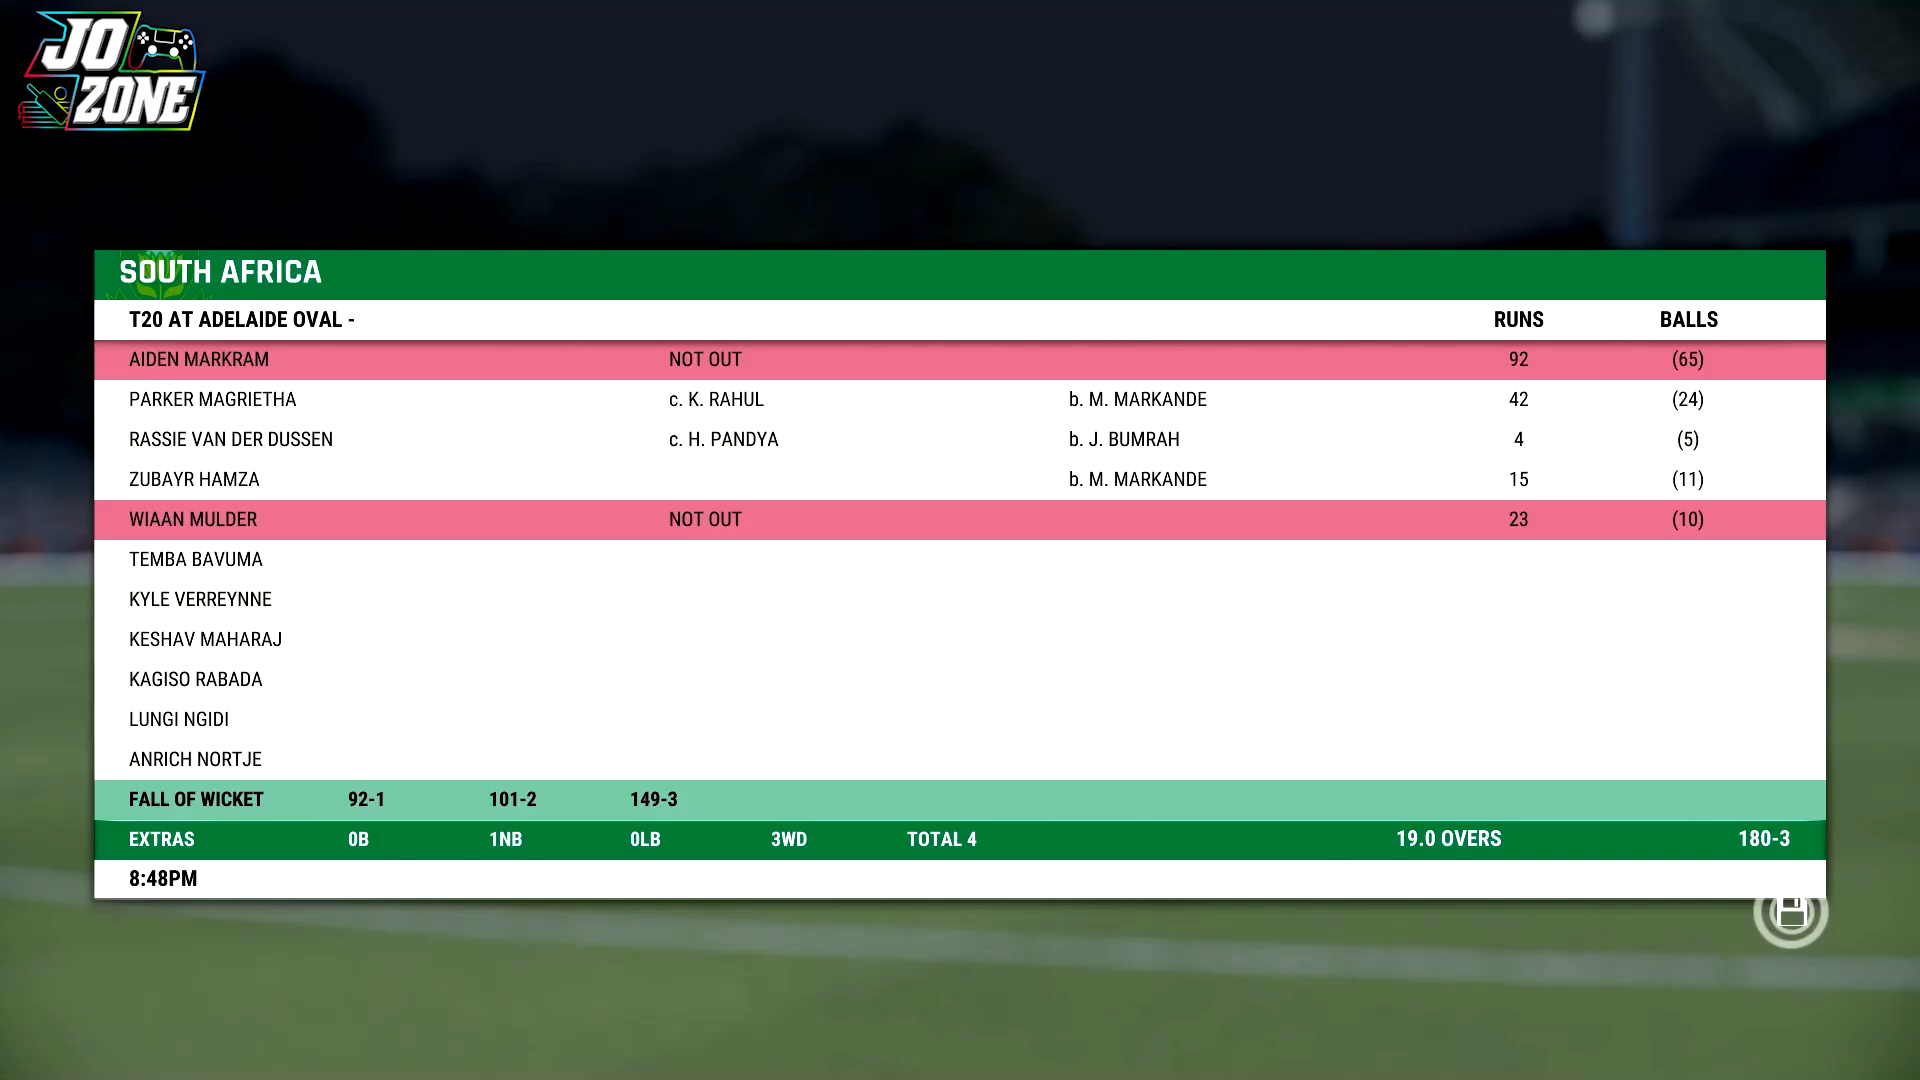 JO
ZONE
SOUTH AFRICA
T20 AT ADELAIDE OVAL - RUNS BALLS
AIDEN MARKRAM NOT OUT 92 (65)
PARKER MAGRIETHA c. K. RAHUL b. M. MARKANDE 42 (24)
RASSIE VAN DER DUSSEN c. H. PANDYA b. J. BUMRAH 4 (5)
ZUBAYR HAMZA b. M. MARKANDE 15 (11)
WIAAN MULDER NOT OUT 23 (10)
TEMBA BAVUMA
KYLE VERREYNNE
KESHAV MAHARAJ
KAGISO RABADA
LUNGI NGIDI
ANRICH NORTJE
FALL OF WICKET 92-1 101-2 149-3
EXTRAS 0B 1NB 0LB 3WD TOTAL 4 19.0 OVERS 180-3
8:48PM